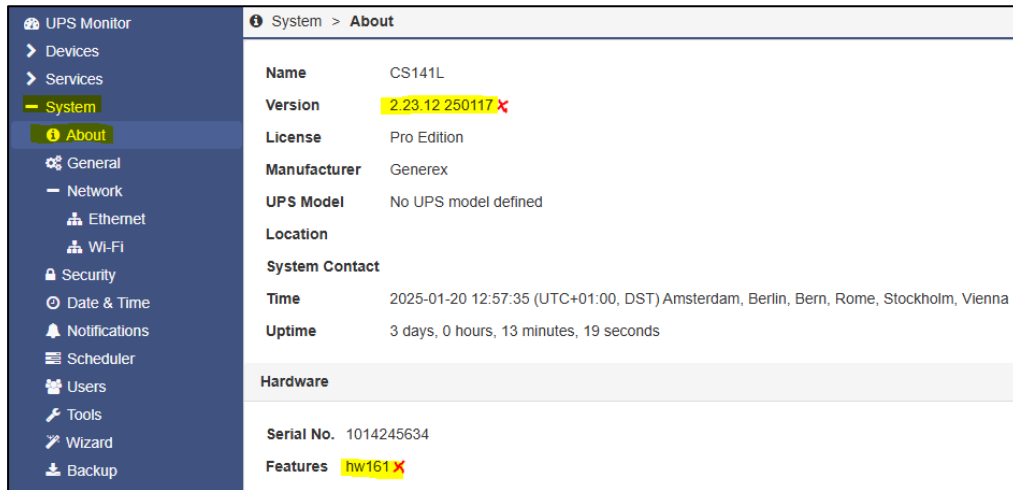 UPS Monitor
Devices
Services
System
About
General
Network
Ethernet
Wi-Fi
Security
Date & Time
Notifications
Scheduler
Users
Tools
Wizard
Backup
System > About
Name CS141L
Version 2.23.12 250117
License Pro Edition
Manufacturer Generex
UPS Model No UPS model defined
Location
System Contact
Time 2025-01-20 12:57:35 (UTC+01:00, DST) Amsterdam, Berlin, Bern, Rome, Stockholm, Vienna
Uptime 3 days, 0 hours, 13 minutes, 19 seconds
Hardware
Serial No. 1014245634
Features hw161